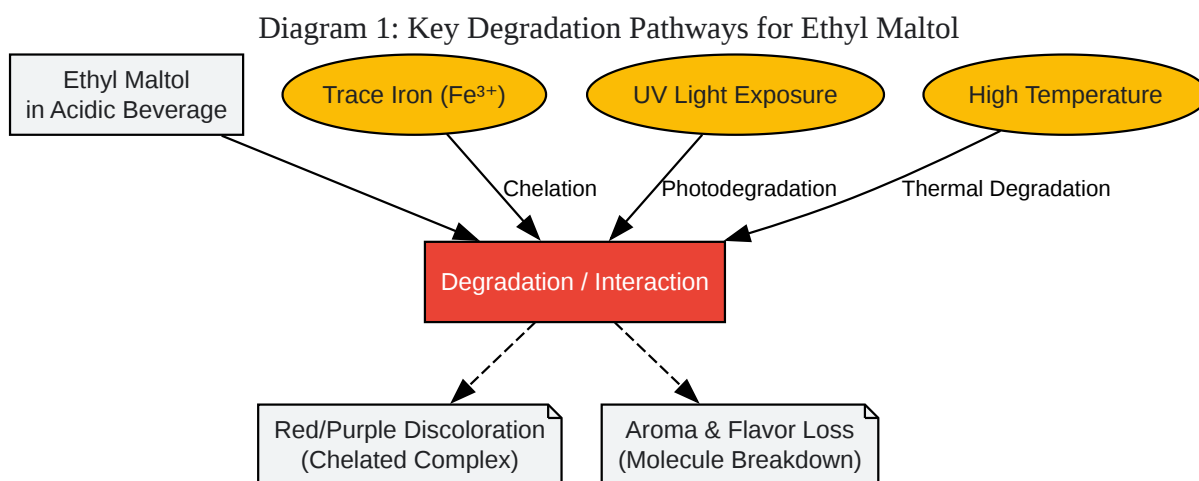 Diagram 1: Key Degradation Pathways for Ethyl Maltol
Ethyl Maltol
in Acidic Beverage
Trace Iron (Fe³⁺)
UV Light Exposure
High Temperature
Chelation
Photodegradation
Thermal Degradation
Degradation / Interaction
Red/Purple Discoloration
(Chelated Complex)
Aroma & Flavor Loss
(Molecule Breakdown)